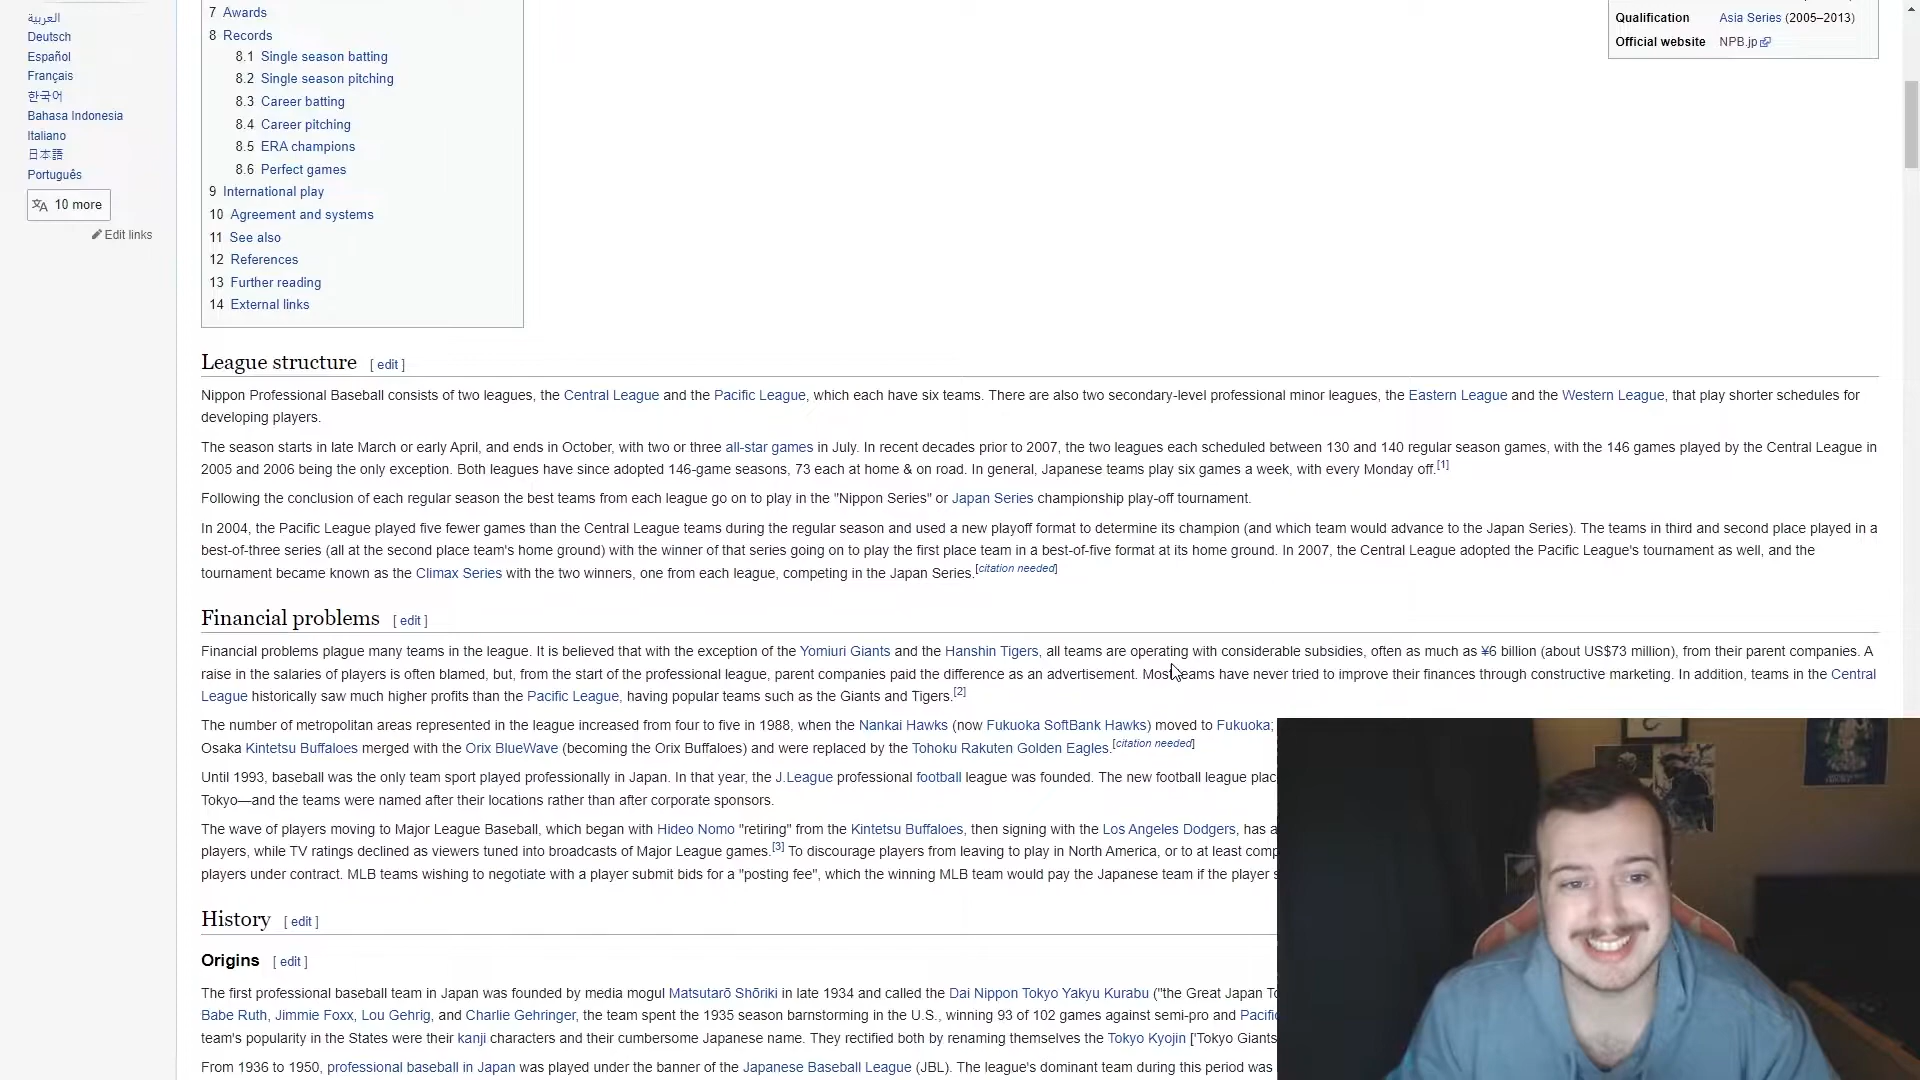 العربية
Deutsch
Español
Français
한국어
Bahasa Indonesia
Italiano
日本語
Português
10 more
Edit links
7 Awards
8 Records
8.1 Single season batting
8.2 Single season pitching
8.3 Career batting
8.4 Career pitching
8.5 ERA champions
8.6 Perfect games
9 International play
10 Agreement and systems
11 See also
12 References
13 Further reading
14 External links
Qualification Asia Series (2005–2013)
Official website NPB.jp
League structure [ edit ]
Nippon Professional Baseball consists of two leagues, the Central League and the Pacific League, which each have six teams. There are also two secondary-level professional minor leagues, the Eastern League and the Western League, that play shorter schedules for
developing players.
The season starts in late March or early April, and ends in October, with two or three all-star games in July. In recent decades prior to 2007, the two leagues each scheduled between 130 and 140 regular season games, with the 146 games played by the Central League in
2005 and 2006 being the only exception. Both leagues have since adopted 146-game seasons, 73 each at home & on road. In general, Japanese teams play six games a week, with every Monday off.[1]
Following the conclusion of each regular season the best teams from each league go on to play in the "Nippon Series" or Japan Series championship play-off tournament.
In 2004, the Pacific League played five fewer games than the Central League teams during the regular season and used a new playoff format to determine its champion (and which team would advance to the Japan Series). The teams in third and second place played in a
best-of-three series (all at the second place team's home ground) with the winner of that series going on to play the first place team in a best-of-five format at its home ground. In 2007, the Central League adopted the Pacific League's tournament as well, and the
tournament became known as the Climax Series with the two winners, one from each league, competing in the Japan Series.[citation needed]
Financial problems [ edit ]
Financial problems plague many teams in the league. It is believed that with the exception of the Yomiuri Giants and the Hanshin Tigers, all teams are operating with considerable subsidies, often as much as ¥6 billion (about US$73 million), from their parent companies. A
raise in the salaries of players is often blamed, but, from the start of the professional league, parent companies paid the difference as an advertisement. Most teams have never tried to improve their finances through constructive marketing. In addition, teams in the Central
League historically saw much higher profits than the Pacific League, having popular teams such as the Giants and Tigers.[2]
The number of metropolitan areas represented in the league increased from four to five in 1988, when the Nankai Hawks (now Fukuoka SoftBank Hawks) moved to Fukuoka;
Osaka Kintetsu Buffaloes merged with the Orix BlueWave (becoming the Orix Buffaloes) and were replaced by the Tohoku Rakuten Golden Eagles.[citation needed]
Until 1993, baseball was the only team sport played professionally in Japan. In that year, the J.League professional football league was founded. The new football league plac
Tokyo—and the teams were named after their locations rather than after corporate sponsors.
The wave of players moving to Major League Baseball, which began with Hideo Nomo "retiring" from the Kintetsu Buffaloes, then signing with the Los Angeles Dodgers, has a
players, while TV ratings declined as viewers tuned into broadcasts of Major League games.[3] To discourage players from leaving to play in North America, or to at least comp
players under contract. MLB teams wishing to negotiate with a player submit bids for a "posting fee", which the winning MLB team would pay the Japanese team if the player s
History [ edit ]
Origins [ edit ]
The first professional baseball team in Japan was founded by media mogul Matsutarō Shōriki in late 1934 and called the Dai Nippon Tokyo Yakyu Kurabu ("the Great Japan To
Babe Ruth, Jimmie Foxx, Lou Gehrig, and Charlie Gehringer, the team spent the 1935 season barnstorming in the U.S., winning 93 of 102 games against semi-pro and Pacific
team's popularity in the States were their kanji characters and their cumbersome Japanese name. They rectified both by renaming themselves the Tokyo Kyojin ['Tokyo Giants
From 1936 to 1950, professional baseball in Japan was played under the banner of the Japanese Baseball League (JBL). The league's dominant team during this period was